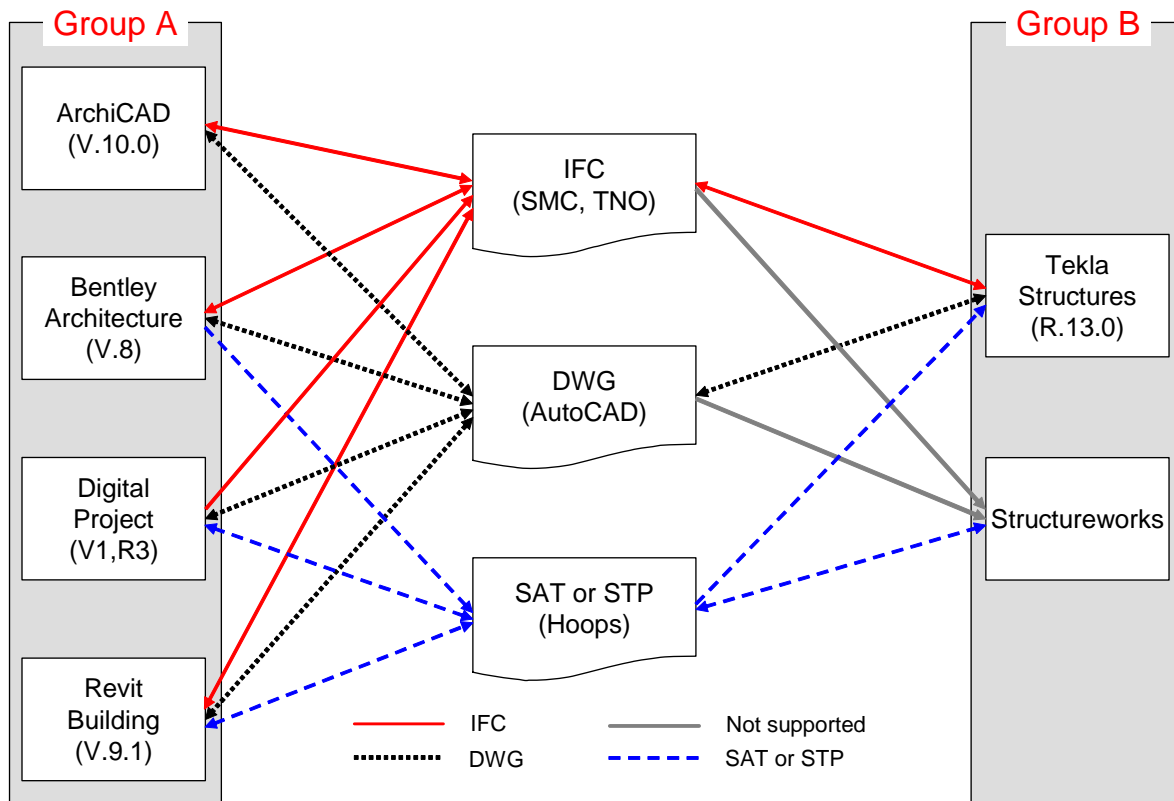 Group A
Group B
ArchiCAD
(V.10.0)
Bentley
Architecture
(V.8)
Digital
Project
(V1,R3)
Revit
Building
(V.9.1)
IFC
(SMC, TNO)
DWG
(AutoCAD)
SAT or STP
(Hoops)
Tekla
Structures
(R.13.0)
Structureworks
IFC
Not supported
DWG
SAT or STP